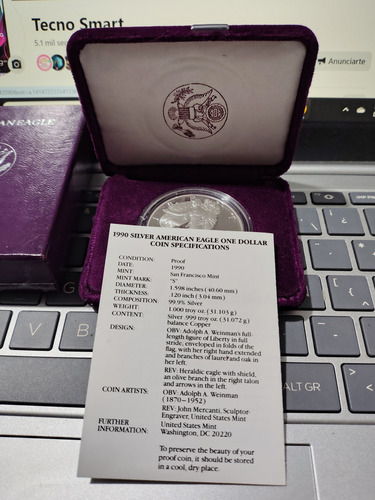 Tecno Smart
5.1 mil se
Anunciarte
AN EAGLE
1990 SILVER AMERICAN EAGLE ONE DOLLAR
COIN SPECIFICATIONS
CONDITION: Proof
DATE: 1990
MINT: San Francisco Mint
MINT MARK: "S"
DIAMETER: 1.598 inches (40.60 mm)
THICKNESS: .120 inch (3.04 mm)
COMPOSITION: 99.9% Silver
WEIGHT: 1.000 troy oz. (31.103 g)
CONTENT: Silver .999 troy oz. (31.072 g)
balance Copper
DESIGN: OBV: Adolph A. Weinman's full-
length figure of Liberty in full
stride, enveloped in folds of the
flag, with her right hand extended
and branches of laurel and oak in
her left.
REV: Heraldic eagle with shield,
an olive branch in the right talon
and arrows in the left.
COIN ARTISTS: OBV: Adolph A. Weinman
(1870–1952)
REV: John Mercanti, Sculptor-
Engraver, United States Mint
FURTHER
INFORMATION: United States Mint
Washington, DC 20220
To preserve the beauty of your
proof coin, it should be stored
in a cool, dry place.
V
B
ALT GR